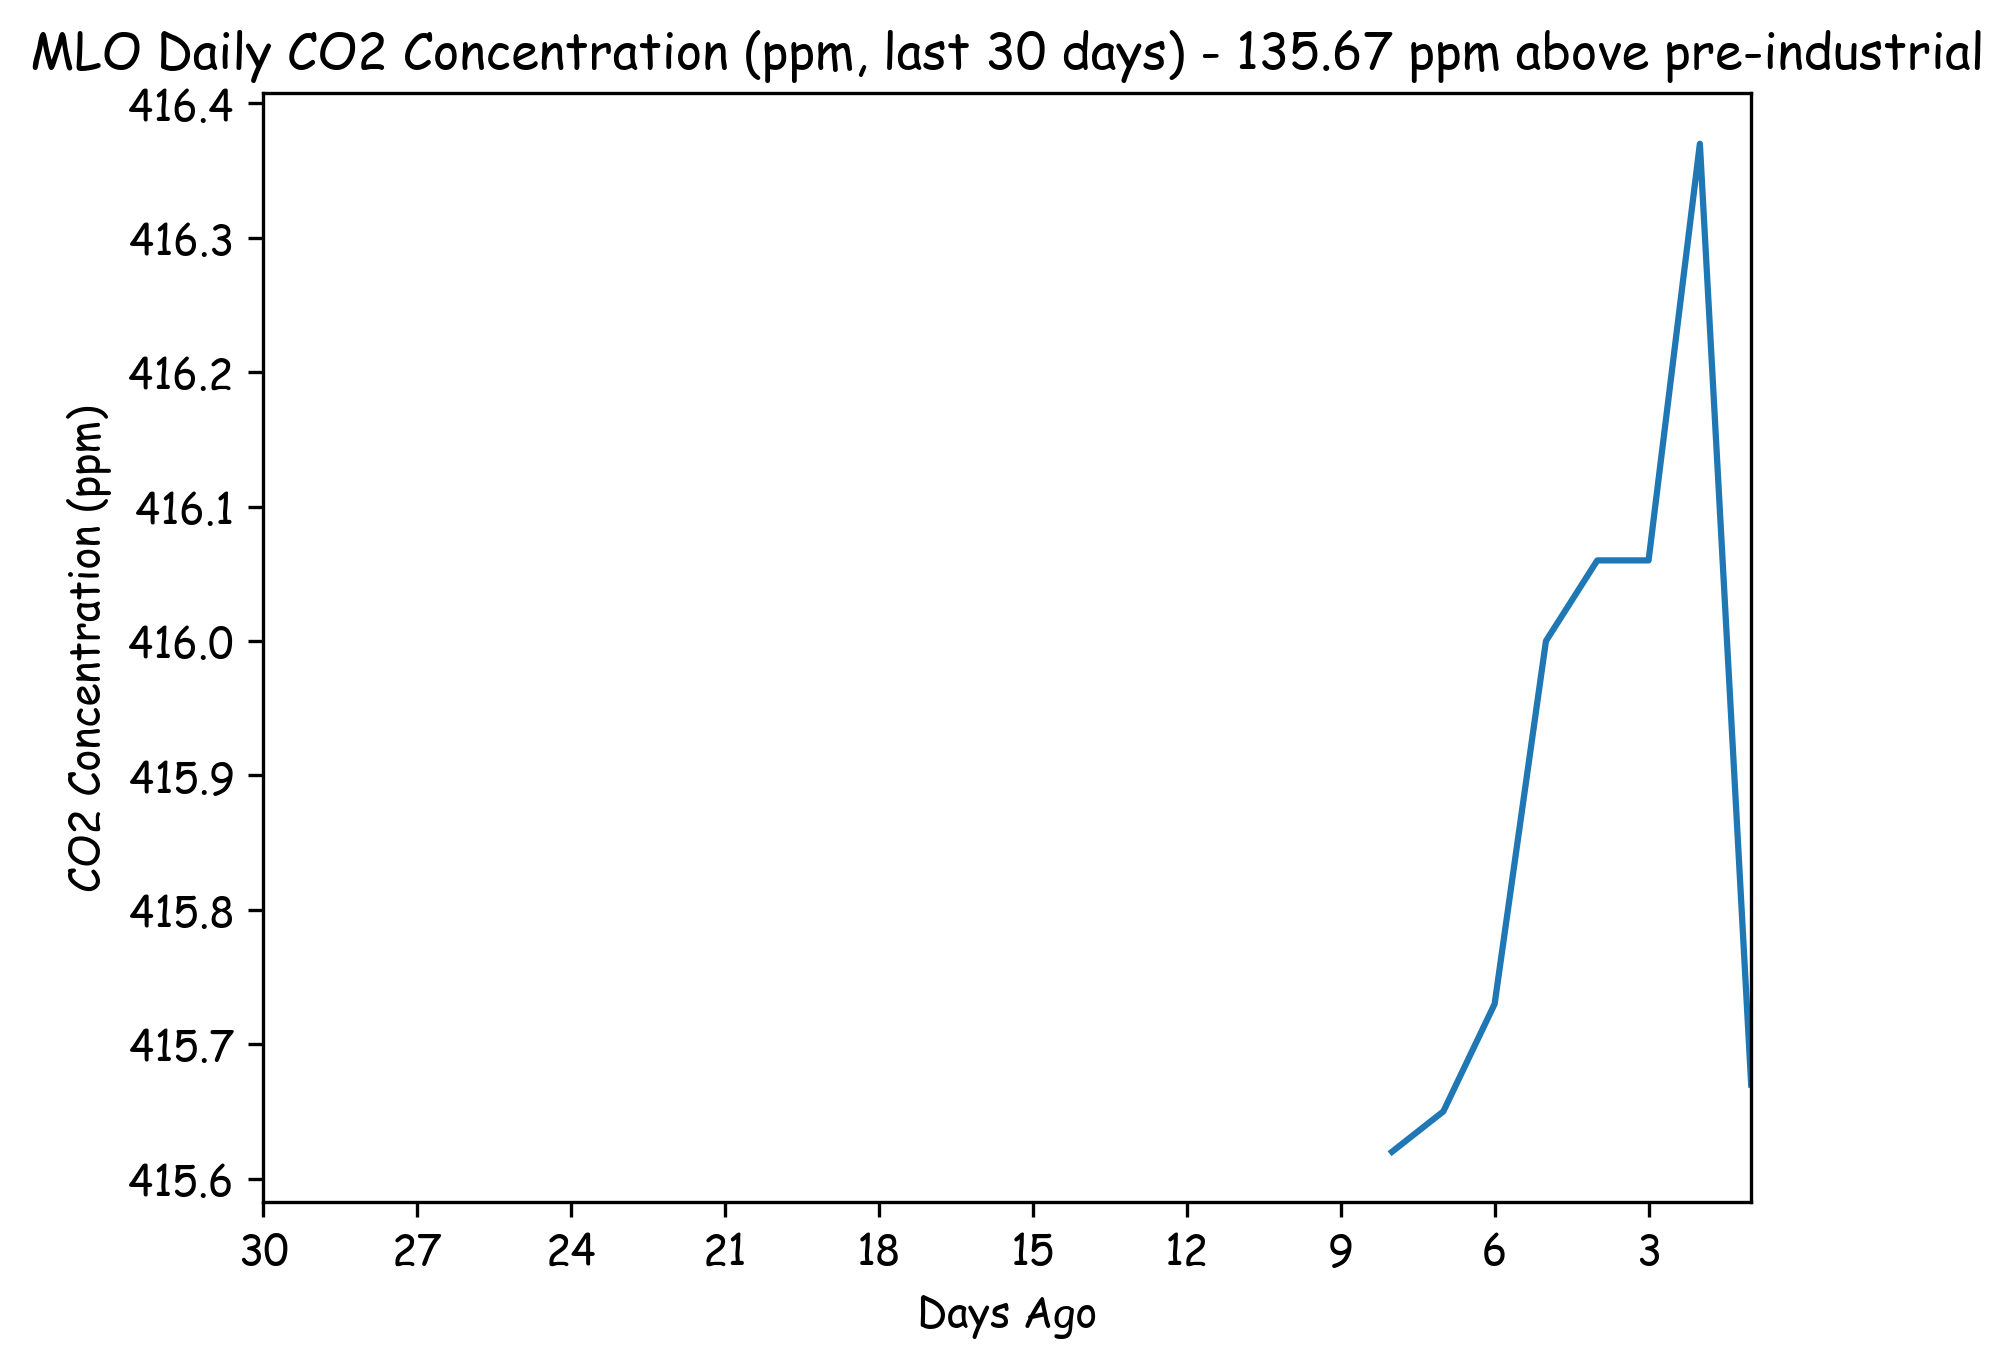 MLO Daily CO2 Concentration (ppm, last 30 days) - 135.67 ppm above pre-industrial
416.4
416.3
416.2
416.1
416.0
415.9
415.8
415.7
415.6
CO2 Concentration (ppm)
30 27 24 21 18 15 12 9 6 3
Days Ago